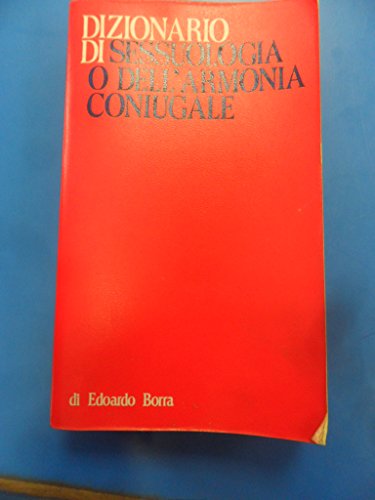 DIZIONARIO
DI SESSUOLOGIA
O DELL'ARMONIA
CONIUGALE
di Edoardo Borra